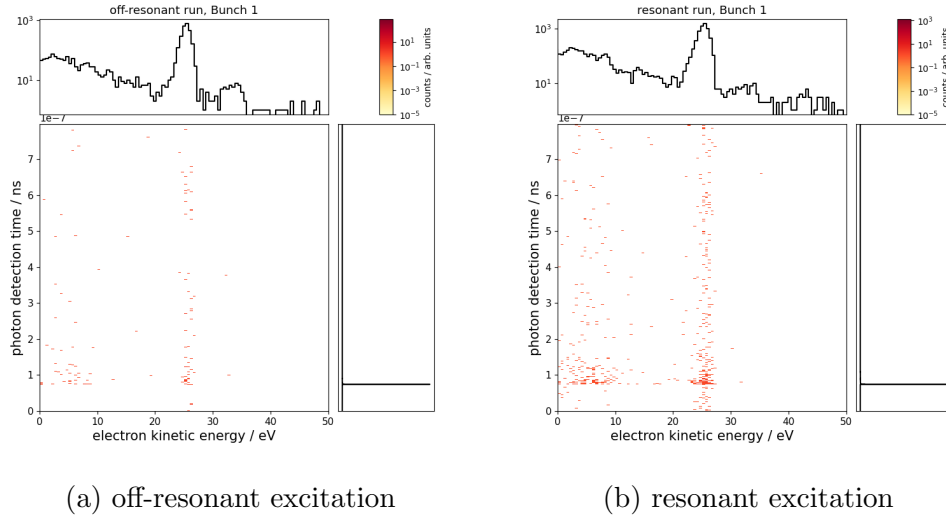 off-resonant run, Bunch 1
10³
10¹
10¹
10⁻¹
10⁻³
10⁻⁵
counts / arb. units
1e−7
7
6
5
4
3
2
1
0
photon detection time / ns
0 10 20 30 40 50
electron kinetic energy / eV
(a) off-resonant excitation
resonant run, Bunch 1
10³
10¹
10³
10¹
10⁻¹
10⁻³
10⁻⁵
counts / arb. units
1e−7
7
6
5
4
3
2
1
0
photon detection time / ns
0 10 20 30 40 50
electron kinetic energy / eV
(b) resonant excitation